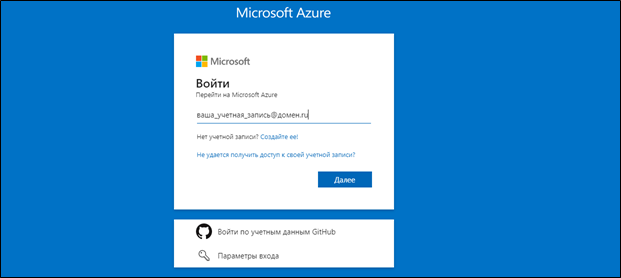 Microsoft Azure
Microsoft
Войти
Перейти на Microsoft Azure
ваша_учетная_запись@домен.ru
Нет учетной записи? Создайте ее!
Не удается получить доступ к своей учетной записи?
Далее
Войти по учетным данным GitHub
Параметры входа